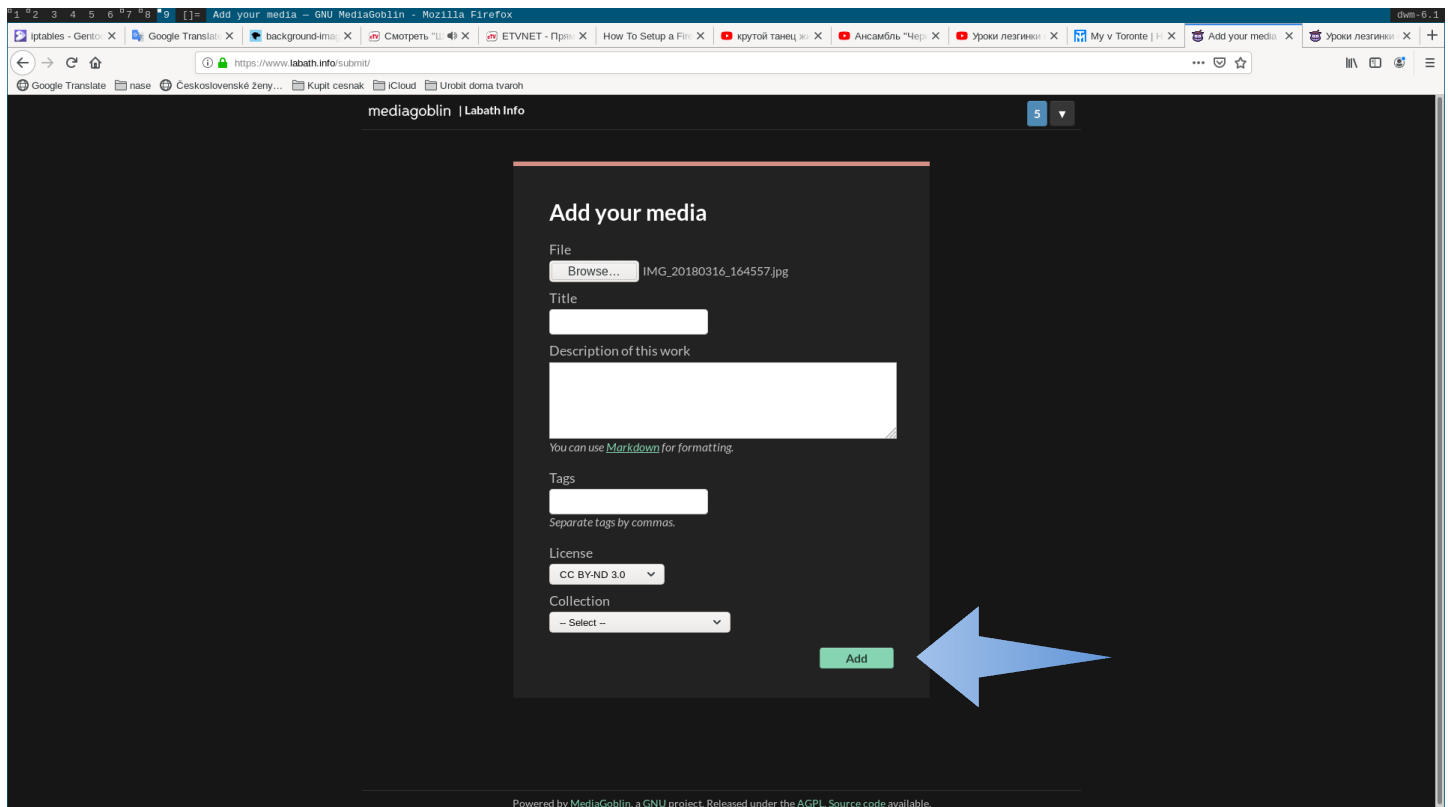 1 2 3 4 5 6 7 8 9 []= Add your media — GNU MediaGoblin - Mozilla Firefox dwm-6.1
iptables - Gento Google Translate background-imag Смотреть "Ш ETVNET - Прям How To Setup a Fire крутой танец жи Ансамбль "Чер Уроки лезгинки My v Toronte | H Add your media Уроки лезгинки
https://www.labath.info/submit/
Google Translate nase Československé ženy… Kupit cesnak iCloud Urobit doma tvaroh
mediagoblin | Labath Info 5
Add your media
File
Browse… IMG_20180316_164557.jpg
Title
Description of this work
You can use Markdown for formatting.
Tags
Separate tags by commas.
License
CC BY-ND 3.0
Collection
-- Select --
Add
Powered by MediaGoblin, a GNU project. Released under the AGPL. Source code available.